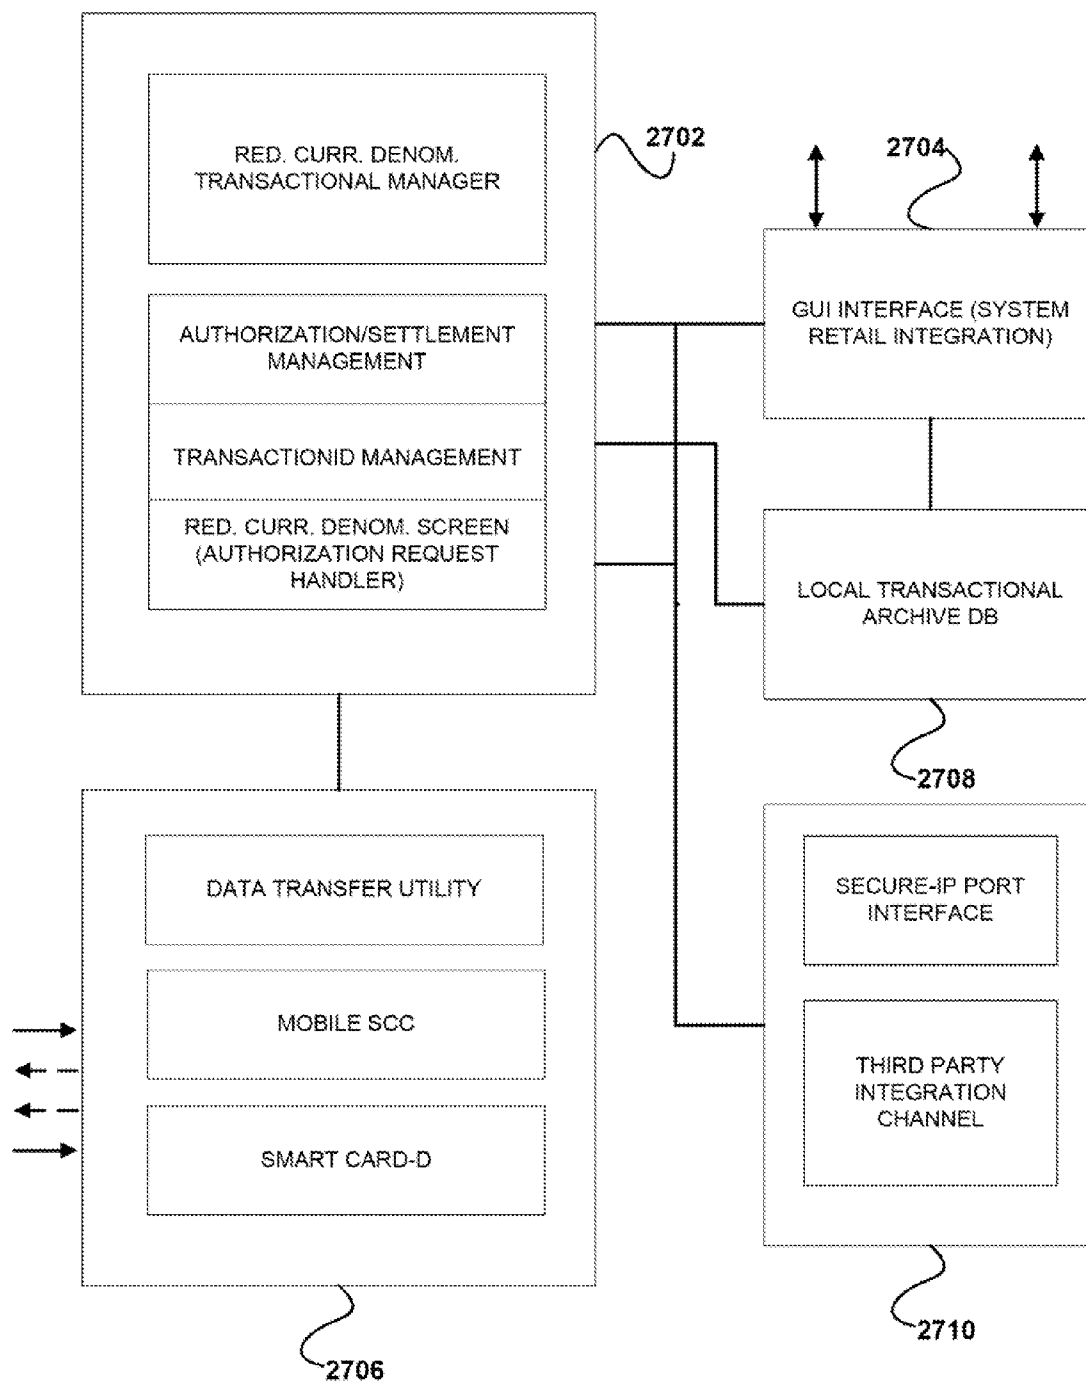 RED. CURR. DENOM.
TRANSACTIONAL MANAGER
2702
2704
AUTHORIZATION/SETTLEMENT
MANAGEMENT
GUI INTERFACE (SYSTEM
RETAIL INTEGRATION)
TRANSACTIONID MANAGEMENT
RED. CURR. DENOM. SCREEN
(AUTHORIZATION REQUEST
HANDLER)
LOCAL TRANSACTIONAL
ARCHIVE DB
2708
DATA TRANSFER UTILITY
MOBILE SCC
SMART CARD-D
2706
SECURE-IP PORT
INTERFACE
THIRD PARTY
INTEGRATION
CHANNEL
2710